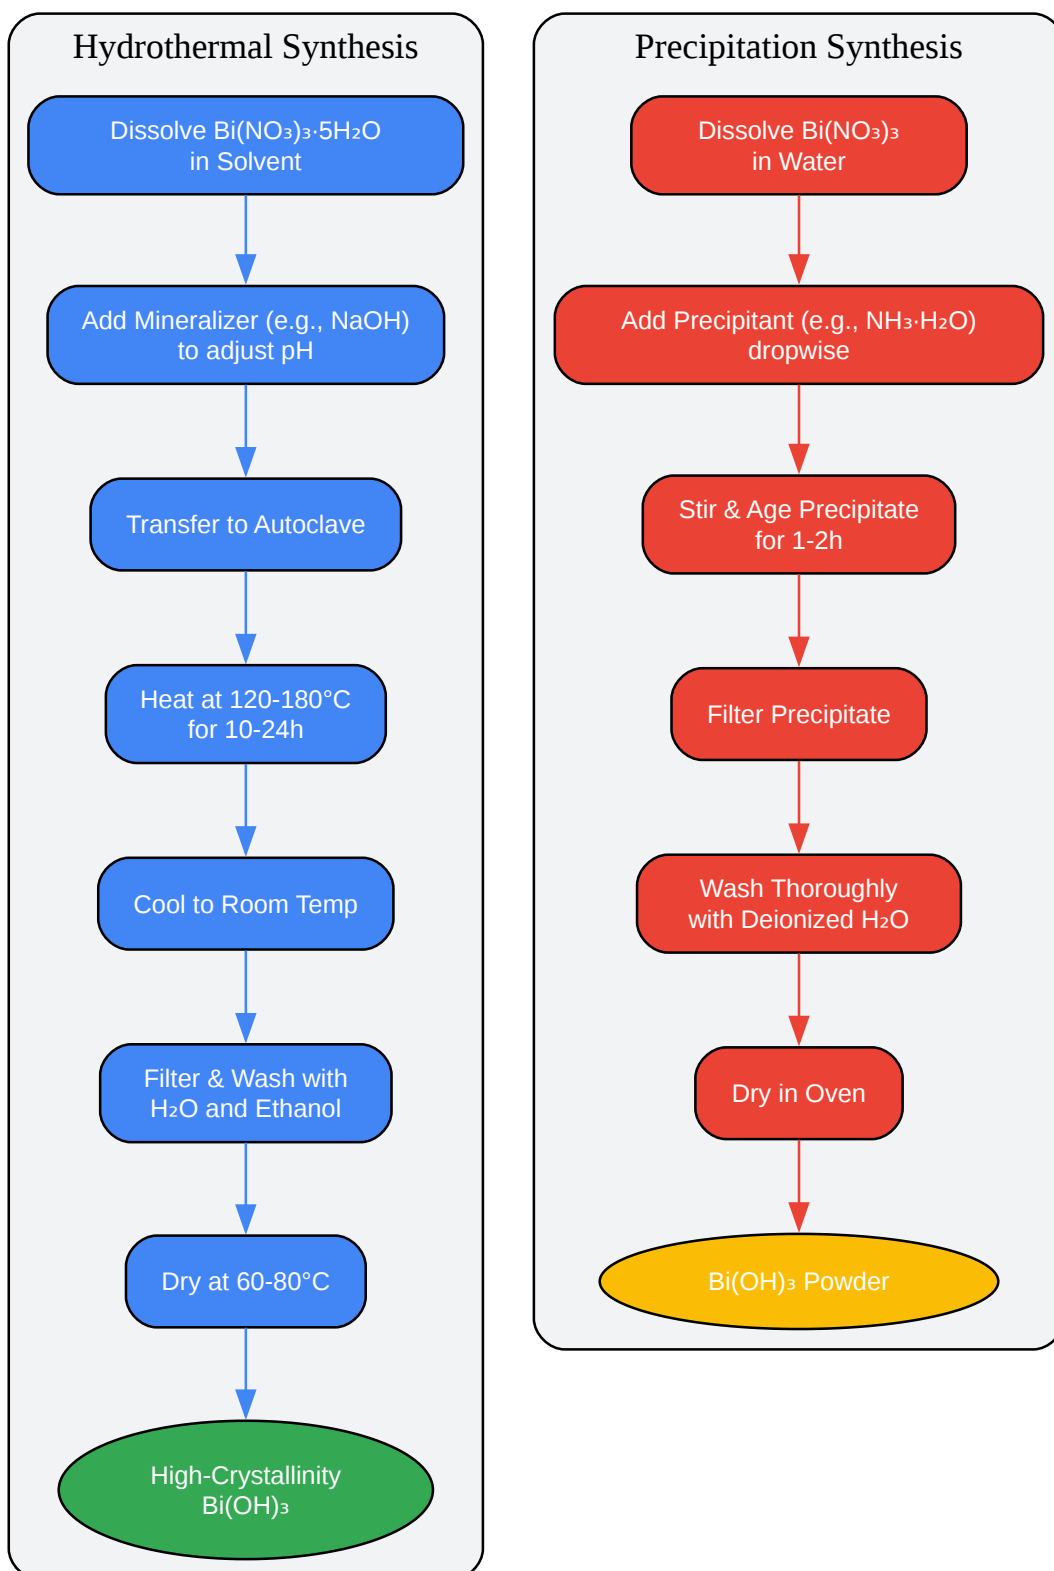 Hydrothermal Synthesis
Dissolve Bi(NO₃)₃·5H₂O
in Solvent
Add Mineralizer (e.g., NaOH)
to adjust pH
Transfer to Autoclave
Heat at 120-180°C
for 10-24h
Cool to Room Temp
Filter & Wash with
H₂O and Ethanol
Dry at 60-80°C
High-Crystallinity
Bi(OH)₃
Precipitation Synthesis
Dissolve Bi(NO₃)₃
in Water
Add Precipitant (e.g., NH₃·H₂O)
dropwise
Stir & Age Precipitate
for 1-2h
Filter Precipitate
Wash Thoroughly
with Deionized H₂O
Dry in Oven
Bi(OH)₃ Powder